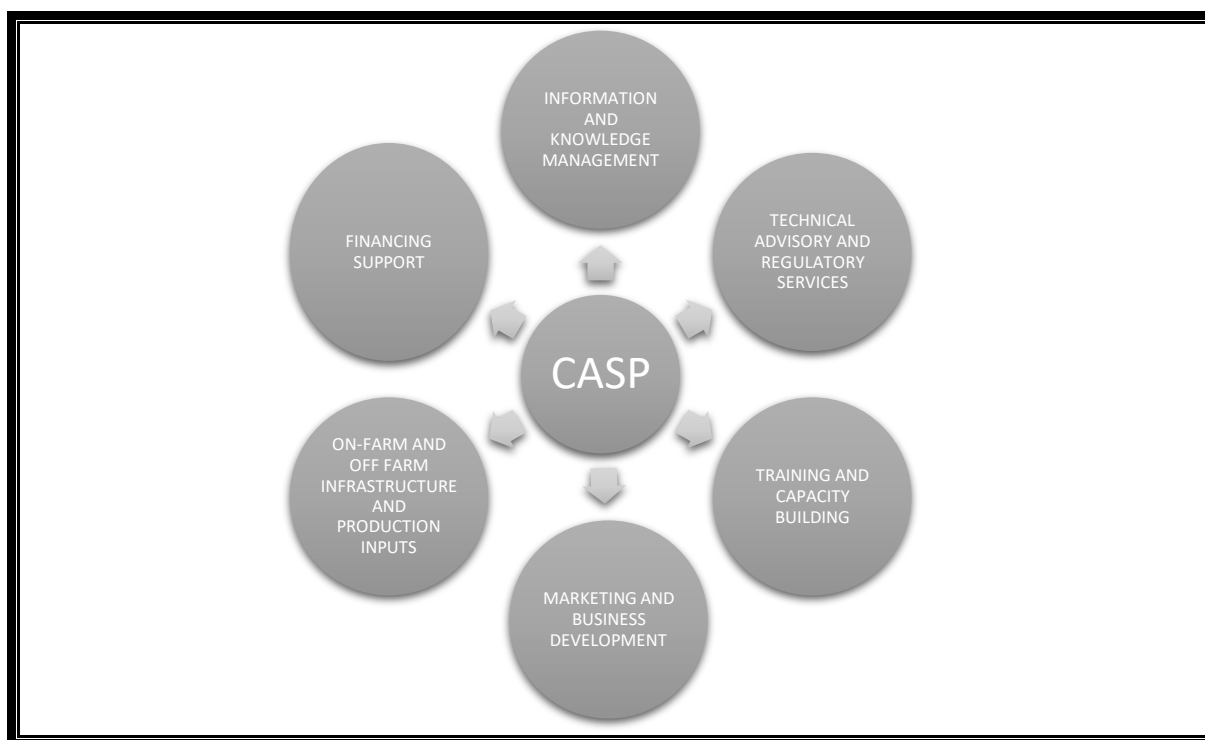 INFORMATION
AND
KNOWLEDGE
MANAGEMENT
TECHNICAL
ADVISORY AND
REGULATORY
SERVICES
TRAINING AND
CAPACITY
BUILDING
MARKETING AND
BUSINESS
DEVELOPMENT
ON-FARM AND
OFF FARM
INFRASTRUCTURE
AND
PRODUCTION
INPUTS
FINANCING
SUPPORT
CASP